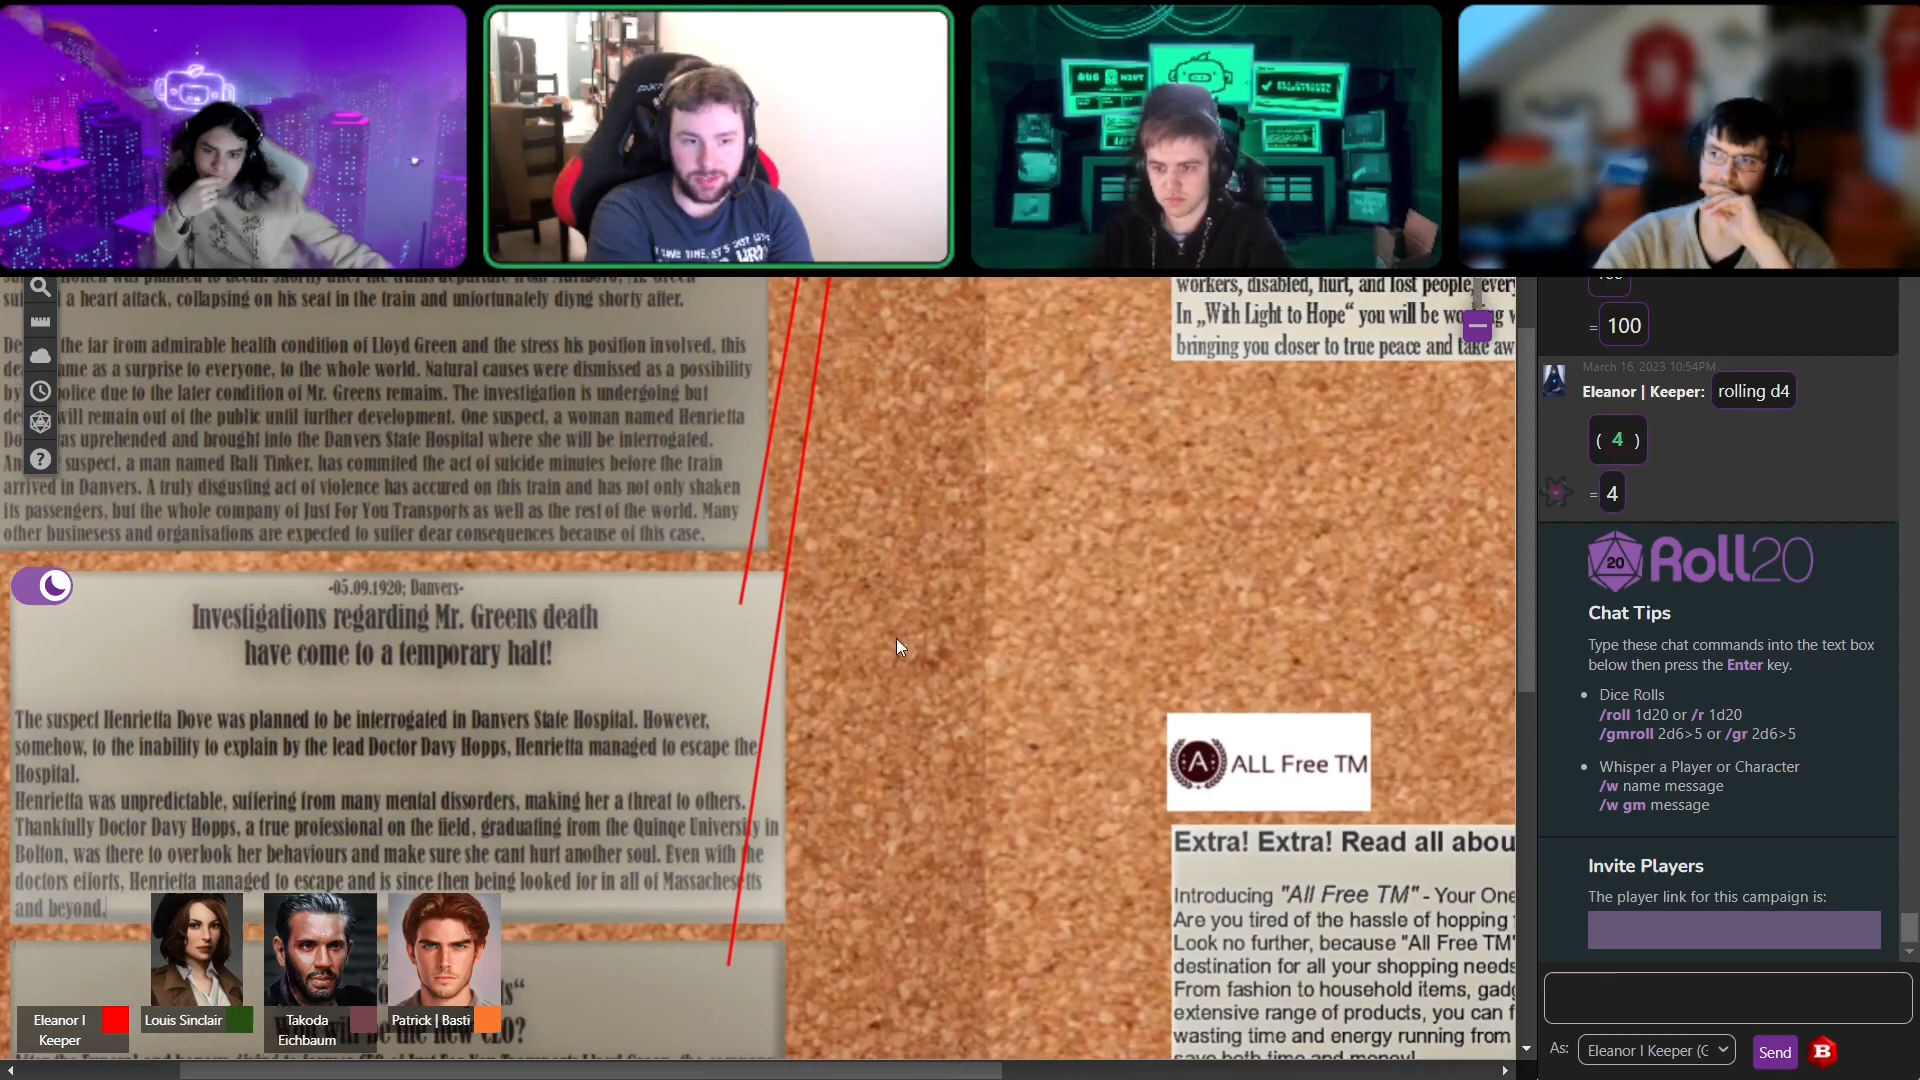 BUG HUNT
a heart attack, collapsing on his seat in the train and unfortunately diyng shorty after.
the far from admirable health condition of Lloyd Green and the stress his position involved, this
ame as a surprise to everyone, to the whole world. Natural causes were dismissed as a possibility
by police due to the later condition of Mr. Greens remains. The investigation is undergoing but
will remain out of the public until further development. One suspect, a woman named Henrietta
as uprehended and brought into the Danvers State Hospital where she will be interrogated.
suspect, a man named Bali Tinker, has commited the act of suicide minutes before the train
arrived in Danvers. A truly disgusting act of violence has accured on this train and has not only shaken
its passengers, but the whole company of Just For You Transports as well as the rest of the world. Many
other businesess and organisations are expected to suffer dear consequences because of this case.
-05.09.1920; Danvers-
Investigations regarding Mr. Greens death
have come to a temporary halt!
The suspect Henrietta Dove was planned to be interrogated in Danvers State Hospital. However,
somehow, to the inability to explain by the lead Doctor Davy Hopps, Henrietta managed to escape the
Hospital.
Henrietta was unpredictable, suffering from many mental dissorders, making her a threat to others.
Thankfully Doctor Davy Hopps, a true professional on the field, graduating from the Quinqe University in
Bolton, was there to overlook her behaviours and make sure she cant hurt another soul. Even with the
doctors efforts, Henrietta managed to escape and is since then being looked for in all of Massachesetts
and beyond.
be the new CEO?
workers, disabled, hurt, and lost people, every
In „With Light to Hope“ you will be wo g w
bringing you closer to true peace and take aw
A ALL Free TM
Extra! Extra! Read all abou
Introducing "All Free TM" - Your One
Are you tired of the hassle of hopping
Look no further, because "All Free TM"
destination for all your shopping needs
From fashion to household items, gadg
extensive range of products, you can f
wasting time and energy running from
save both time and money!
Eleanor I
Keeper
Louis Sinclair
Takoda
Eichbaum
Patrick | Basti
= 100
March 16, 2023 10:54PM
Eleanor | Keeper: rolling d4
( 4 )
= 4
20 Roll20
Chat Tips
Type these chat commands into the text box
below then press the Enter key.
• Dice Rolls
/roll 1d20 or /r 1d20
/gmroll 2d6>5 or /gr 2d6>5
• Whisper a Player or Character
/w name message
/w gm message
Invite Players
The player link for this campaign is:
As: Eleanor I Keeper (G
Send
B